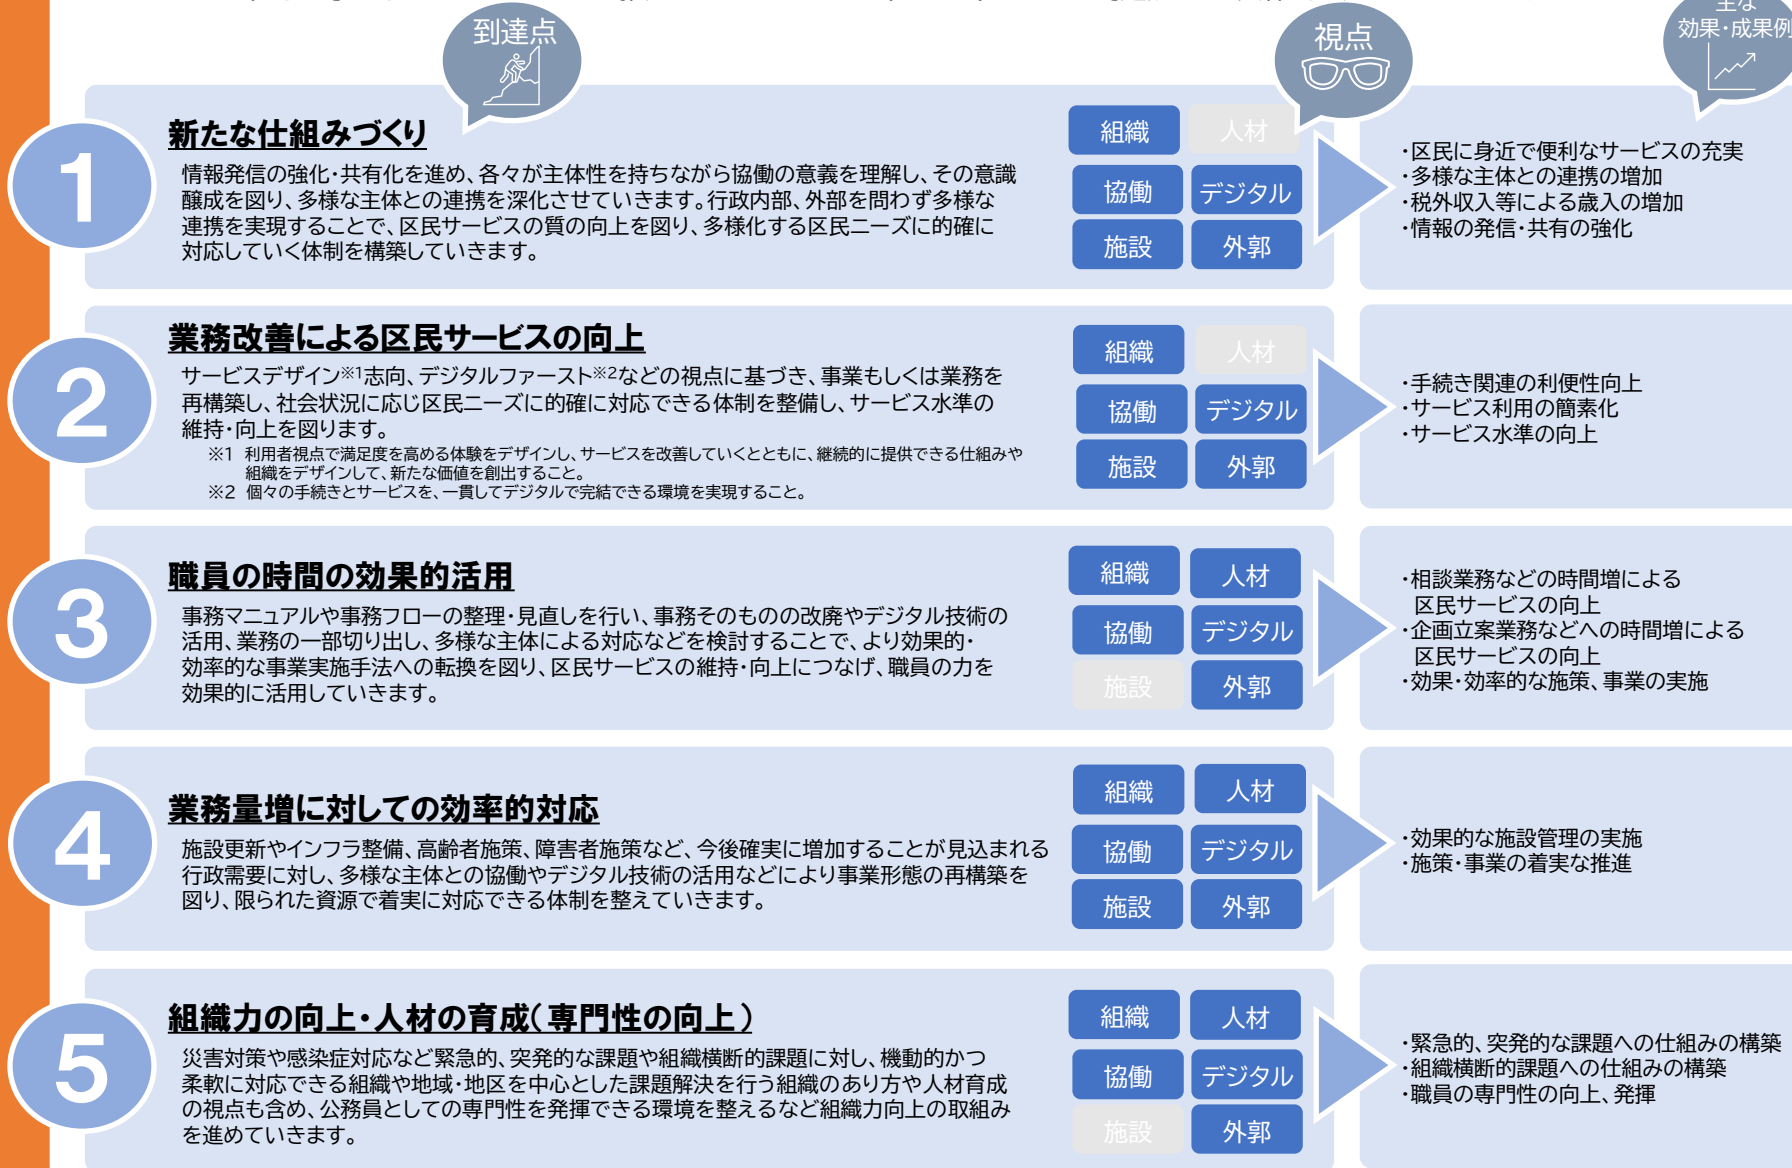 到達点
視点
主な
効果・成果例
1
新たな仕組みづくり
情報発信の強化・共有化を進め、各々が主体性を持ちながら協働の意義を理解し、その意識
醸成を図り、多様な主体との連携を深化させていきます。行政内部、外部を問わず多様な
連携を実現することで、区民サービスの質の向上を図り、多様化する区民ニーズに的確に
対応していく体制を構築していきます。
組織 人材
協働 デジタル
施設 外郭
・区民に身近で便利なサービスの充実
・多様な主体との連携の増加
・税外収入等による歳入の増加
・情報の発信・共有の強化
2
業務改善による区民サービスの向上
サービスデザイン※1志向、デジタルファースト※2などの視点に基づき、事業もしくは業務を
再構築し、社会状況に応じ区民ニーズに的確に対応できる体制を整備し、サービス水準の
維持・向上を図ります。
※1 利用者視点で満足度を高める体験をデザインし、サービスを改善していくとともに、継続的に提供できる仕組みや
組織をデザインして、新たな価値を創出すること。
※2 個々の手続きとサービスを、一貫してデジタルで完結できる環境を実現すること。
組織 人材
協働 デジタル
施設 外郭
・手続き関連の利便性向上
・サービス利用の簡素化
・サービス水準の向上
3
職員の時間の効果的活用
事務マニュアルや事務フローの整理・見直しを行い、事務そのものの改廃やデジタル技術の
活用、業務の一部切り出し、多様な主体による対応などを検討することで、より効果的・
効率的な事業実施手法への転換を図り、区民サービスの維持・向上につなげ、職員の力を
効果的に活用していきます。
組織 人材
協働 デジタル
施設 外郭
・相談業務などの時間増による
区民サービスの向上
・企画立案業務などへの時間増による
区民サービスの向上
・効果・効率的な施策、事業の実施
4
業務量増に対しての効率的対応
施設更新やインフラ整備、高齢者施策、障害者施策など、今後確実に増加することが見込まれる
行政需要に対し、多様な主体との協働やデジタル技術の活用などにより事業形態の再構築を
図り、限られた資源で着実に対応できる体制を整えていきます。
組織 人材
協働 デジタル
施設 外郭
・効果的な施設管理の実施
・施策・事業の着実な推進
5
組織力の向上・人材の育成(専門性の向上)
災害対策や感染症対応など緊急的、突発的な課題や組織横断的課題に対し、機動的かつ
柔軟に対応できる組織や地域・地区を中心とした課題解決を行う組織のあり方や人材育成
の視点も含め、公務員としての専門性を発揮できる環境を整えるなど組織力向上の取組み
を進めていきます。
組織 人材
協働 デジタル
施設 外郭
・緊急的、突発的な課題への仕組みの構築
・組織横断的課題への仕組みの構築
・職員の専門性の向上、発揮